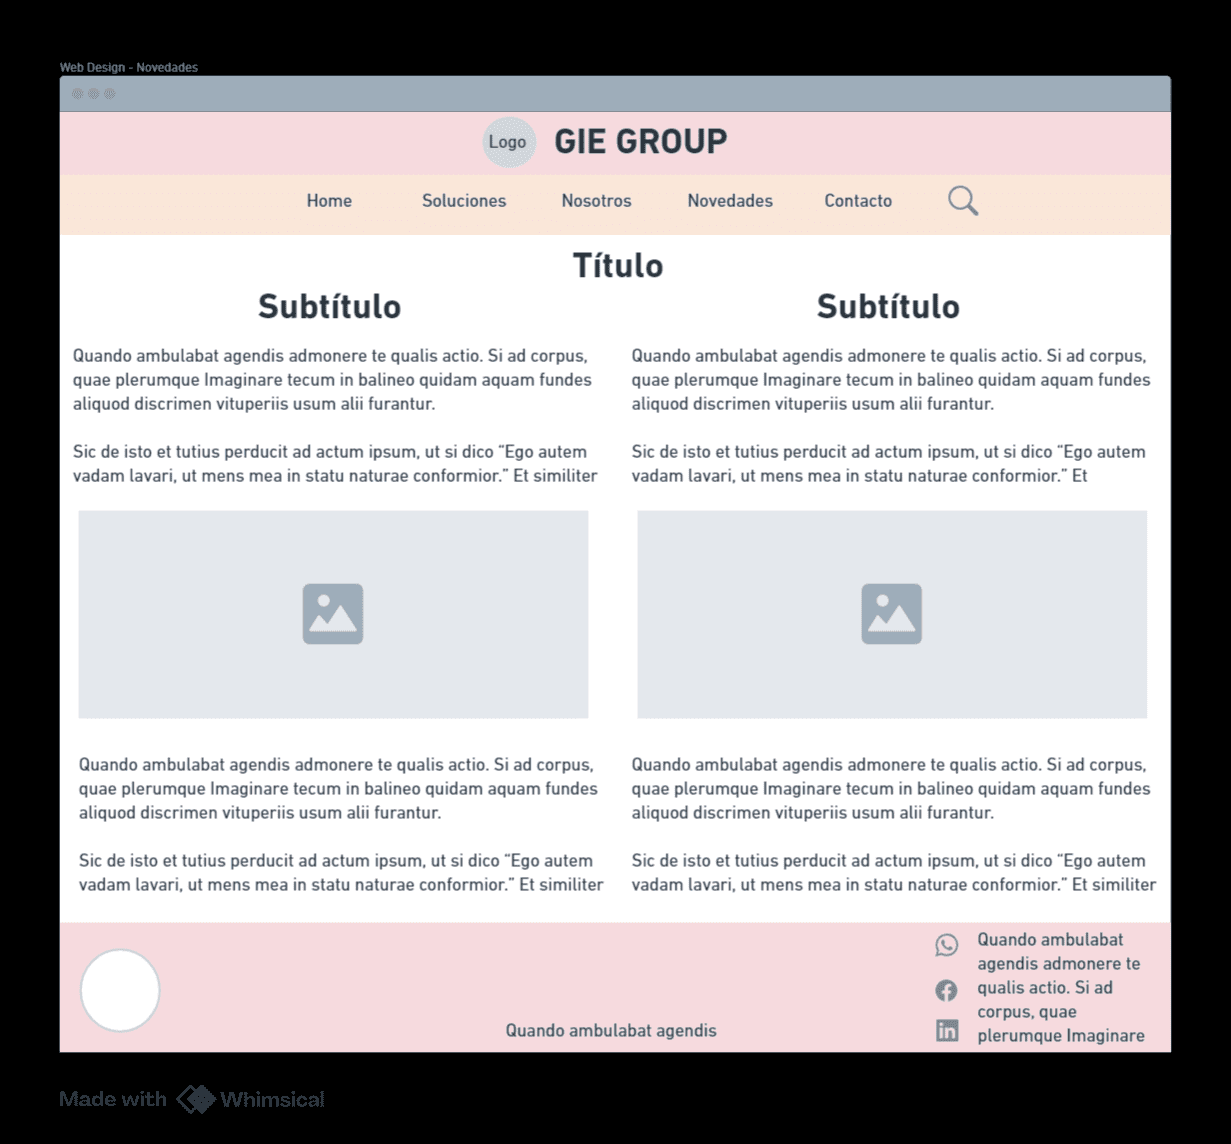 Web Design - Novedades
Logo
GIE GROUP
Home
Soluciones
Nosotros
Novedades
Contacto
Título
Subtítulo
Quando ambulabat agendis admonere te qualis actio. Si ad corpus,
quae plerumque Imaginare tecum in balineo quidam aquam fundes
aliquod discrimen vituperiis usum alii furantur.
Sic de isto et tutius perducit ad actum ipsum, ut si dico “Ego autem
vadam lavari, ut mens mea in statu naturae conformior.” Et similiter
Subtítulo
Quando ambulabat agendis admonere te qualis actio. Si ad corpus,
quae plerumque Imaginare tecum in balineo quidam aquam fundes
aliquod discrimen vituperiis usum alii furantur.
Sic de isto et tutius perducit ad actum ipsum, ut si dico “Ego autem
vadam lavari, ut mens mea in statu naturae conformior.” Et
Quando ambulabat agendis admonere te qualis actio. Si ad corpus,
quae plerumque Imaginare tecum in balineo quidam aquam fundes
aliquod discrimen vituperiis usum alii furantur.
Sic de isto et tutius perducit ad actum ipsum, ut si dico “Ego autem
vadam lavari, ut mens mea in statu naturae conformior.” Et similiter
Quando ambulabat agendis admonere te qualis actio. Si ad corpus,
quae plerumque Imaginare tecum in balineo quidam aquam fundes
aliquod discrimen vituperiis usum alii furantur.
Sic de isto et tutius perducit ad actum ipsum, ut si dico “Ego autem
vadam lavari, ut mens mea in statu naturae conformior.” Et similiter
Quando ambulabat agendis
in
Quando ambulabat
agendis admonere te
qualis actio. Si ad
corpus, quae
plerumque Imaginare
Made with Whimsical